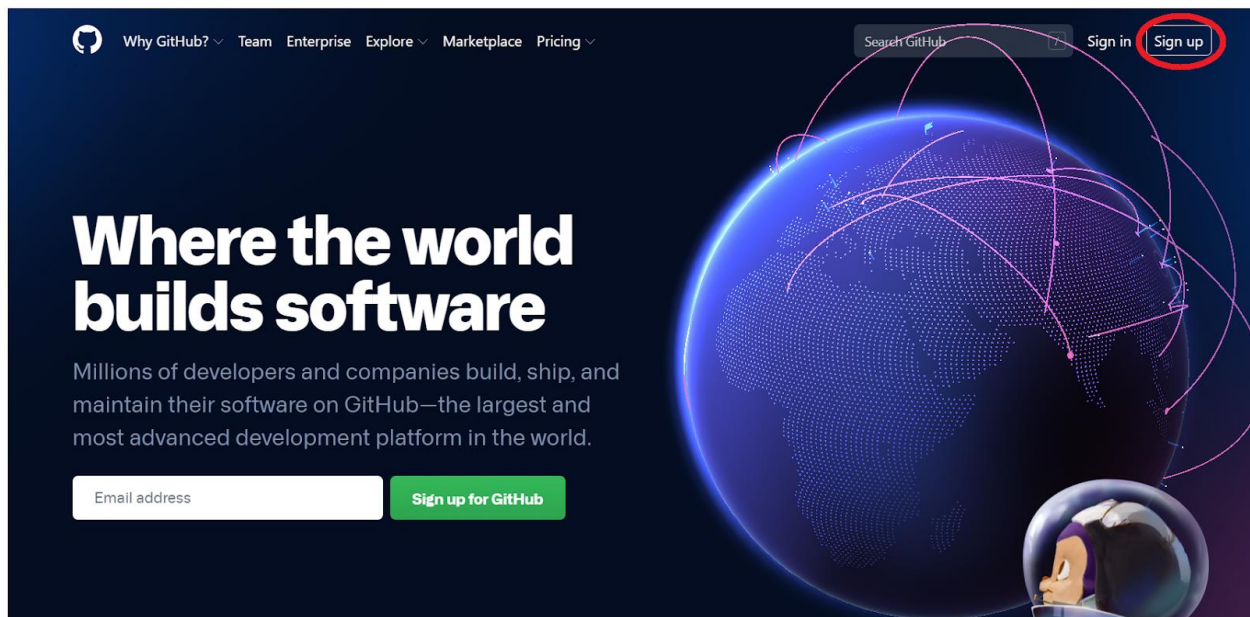 Why GitHub? Team Enterprise Explore Marketplace Pricing Search GitHub / Sign in Sign up
Where the world
builds software
Millions of developers and companies build, ship, and
maintain their software on GitHub—the largest and
most advanced development platform in the world.
Email address Sign up for GitHub